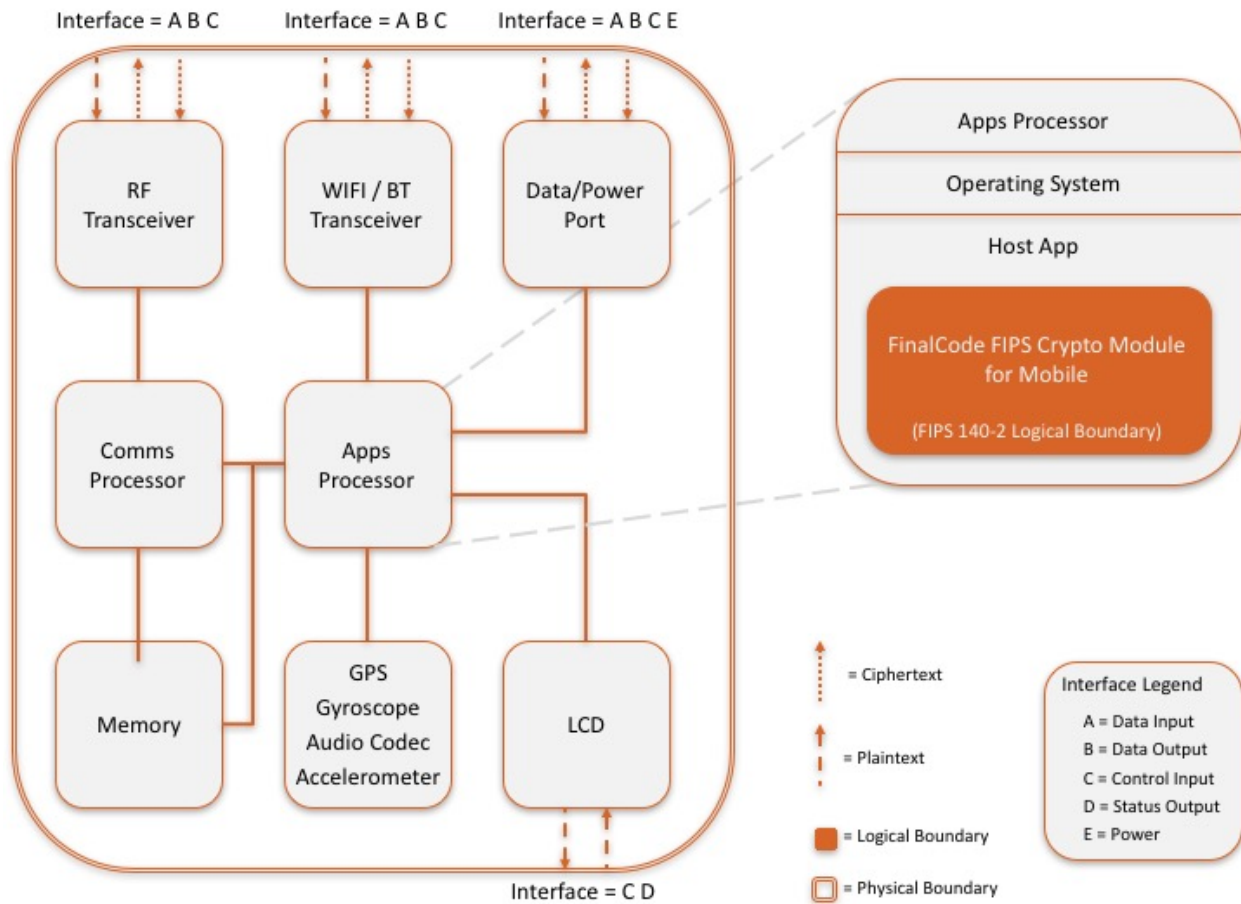 Interface = A B C
Interface = A B C
Interface = A B C E
RF
Transceiver
WIFI / BT
Transceiver
Data/Power
Port
Comms
Processor
Apps
Processor
Memory
GPS
Gyroscope
Audio Codec
Accelerometer
LCD
Interface = C D
Apps Processor
Operating System
Host App
FinalCode FIPS Crypto Module
for Mobile
(FIPS 140-2 Logical Boundary)
= Ciphertext
= Plaintext
= Logical Boundary
= Physical Boundary
Interface Legend
A = Data Input
B = Data Output
C = Control Input
D = Status Output
E = Power